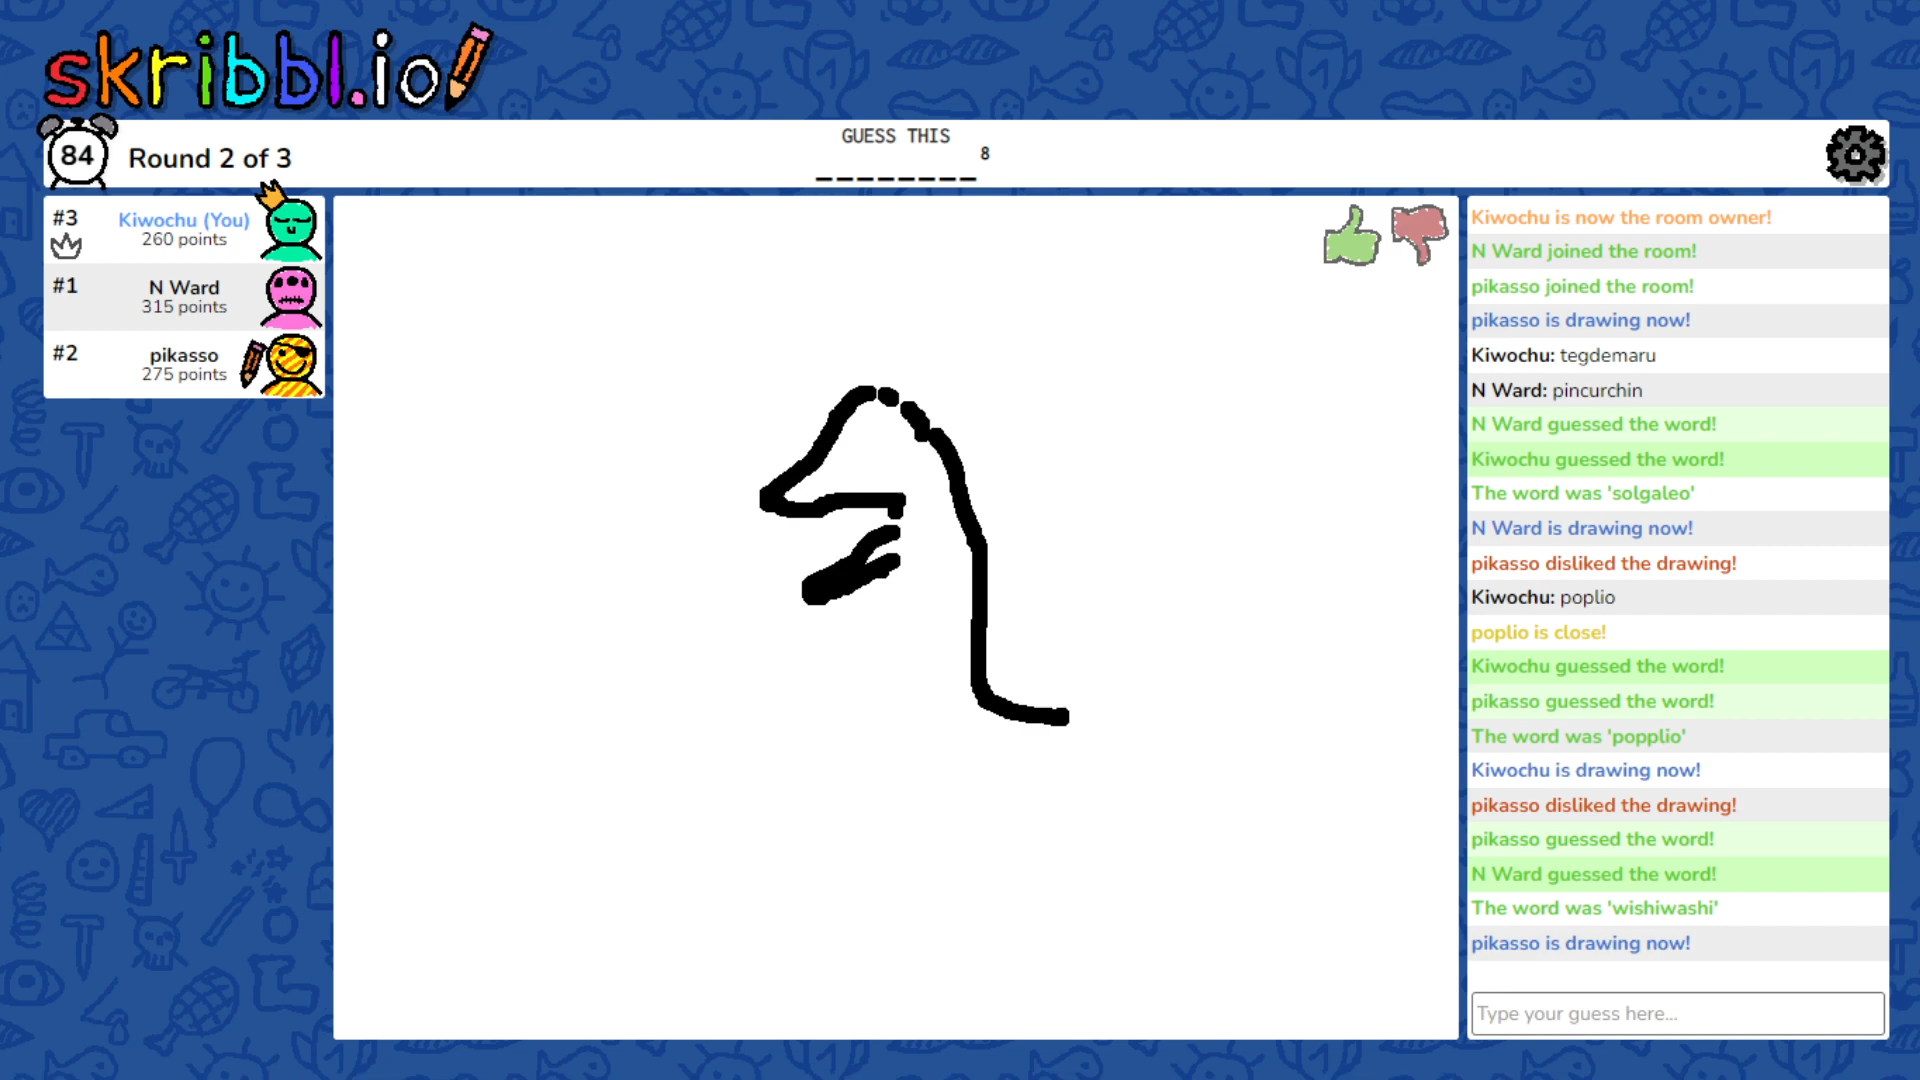 skribbl.io
84
Round 2 of 3
GUESS THIS
________ 8
#3
Kiwochu (You)
260 points
#1
N Ward
315 points
#2
pikasso
275 points
Kiwochu is now the room owner!
N Ward joined the room!
pikasso joined the room!
pikasso is drawing now!
Kiwochu: tegdemaru
N Ward: pincurchin
N Ward guessed the word!
Kiwochu guessed the word!
The word was 'solgaleo'
N Ward is drawing now!
pikasso disliked the drawing!
Kiwochu: poplio
poplio is close!
Kiwochu guessed the word!
pikasso guessed the word!
The word was 'popplio'
Kiwochu is drawing now!
pikasso disliked the drawing!
pikasso guessed the word!
N Ward guessed the word!
The word was 'wishiwashi'
pikasso is drawing now!
Type your guess here...